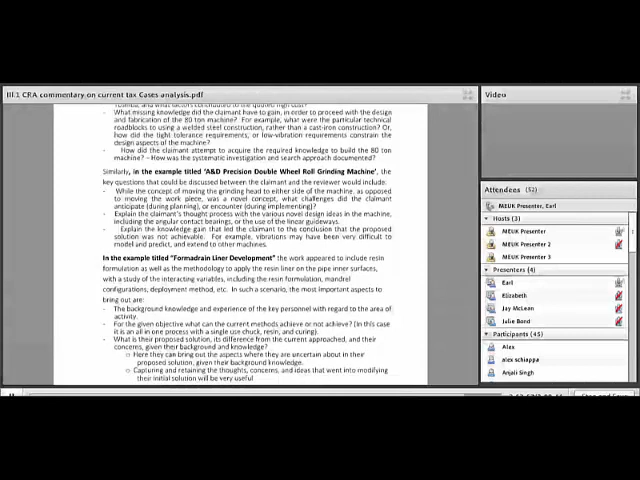 III.1 CRA commentary on current tax Cases analysis.pdf
- What missing knowledge did the claimant have to gain, in order to proceed with the design
and fabrication of the 80 ton machine? For example, what were the particular technical
roadblocks to using a welded steel construction, rather than a cast-iron construction? Or,
how did the tight tolerance requirements, or low-vibration requirements constrain the
design aspects of the machine?
- How did the claimant attempt to acquire the required knowledge to build the 80 ton
machine? – How was the systematic investigation and search approach documented?
Similarly, in the example titled 'A&D Precision Double Wheel Roll Grinding Machine', the
key questions that could be discussed between the claimant and the reviewer would include:
- While the concept of moving the grinding head to either side of the machine, as opposed
to moving the work piece, was a novel concept, what challenges did the claimant
anticipate (during planning), or encounter (during implementing)?
- Explain the claimant's thought process with the various novel design ideas in the machine,
including the angular contact bearings, or the use of the linear guideways.
- Explain the knowledge gain that led the claimant to the conclusion that the proposed
solution was not achievable. For example, vibrations may have been very difficult to
model and predict, and extend to other machines.
In the example titled "Formadrain Liner Development" the work appeared to include resin
formulation as well as the methodology to apply the resin liner on the pipe inner surfaces,
with a study of the interacting variables, including the resin formulation, mandrel
configurations, deployment method, etc. In such a scenario, the most important aspects to
bring out are:
- The background knowledge and experience of the key personnel with regard to the area of
activity.
- For the given objective what can the current methods achieve or not achieve? (In this case
it is an all in one process with a single use chuck, resin, and curing).
- What is their proposed solution, its difference from the current approached, and their
concerns, given their background and knowledge?
o Here they can bring out the aspects where they are uncertain about in their
proposed solution, given their background knowledge.
o Capturing and retaining the thoughts, concerns, and ideas that went into modifying
their initial solution will be very useful
Video
Attendees (52)
MEUK Presenter, Earl
Hosts (3)
MEUK Presenter
MEUK Presenter 2
MEUK Presenter 3
Presenters (4)
Earl
Elizabeth
Jay McLean
Julie Bond
Participants (45)
Alex
alex schiappa
Anjali Singh